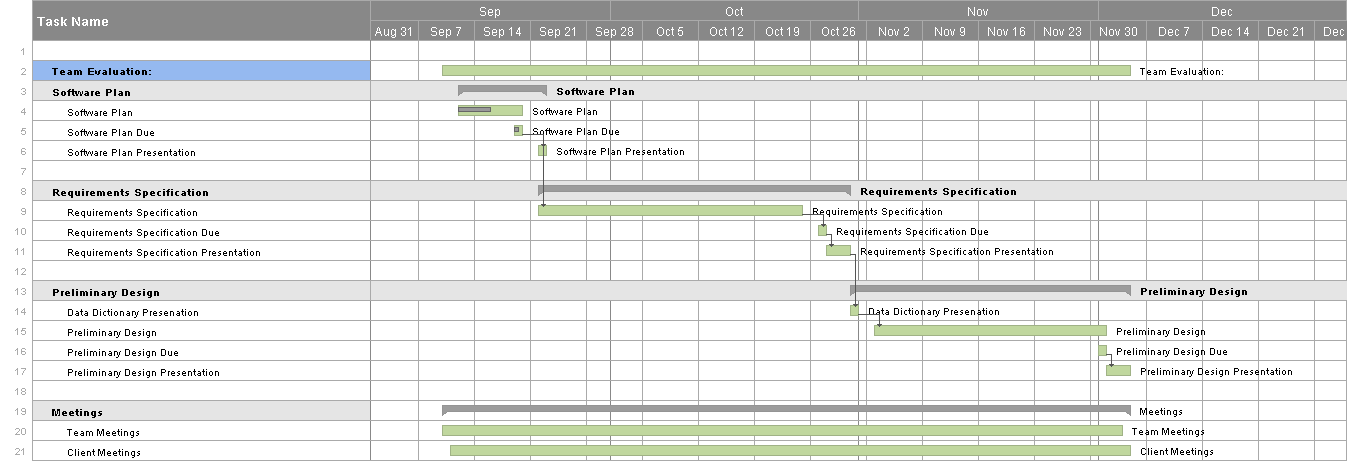 Task Name Sep Oct Nov Dec
Aug 31 Sep 7 Sep 14 Sep 21 Sep 28 Oct 5 Oct 12 Oct 19 Oct 26 Nov 2 Nov 9 Nov 16 Nov 23 Nov 30 Dec 7 Dec 14 Dec 21 Dec
1
2 Team Evaluation: Team Evaluation:
3 Software Plan Software Plan
4 Software Plan Software Plan
5 Software Plan Due Software Plan Due
6 Software Plan Presentation Software Plan Presentation
7
8 Requirements Specification Requirements Specification
9 Requirements Specification Requirements Specification
10 Requirements Specification Due Requirements Specification Due
11 Requirements Specification Presentation Requirements Specification Presentation
12
13 Preliminary Design Preliminary Design
14 Data Dictionary Presenation Data Dictionary Presenation
15 Preliminary Design Preliminary Design
16 Preliminary Design Due Preliminary Design Due
17 Preliminary Design Presentation Preliminary Design Presentation
18
19 Meetings Meetings
20 Team Meetings Team Meetings
21 Client Meetings Client Meetings